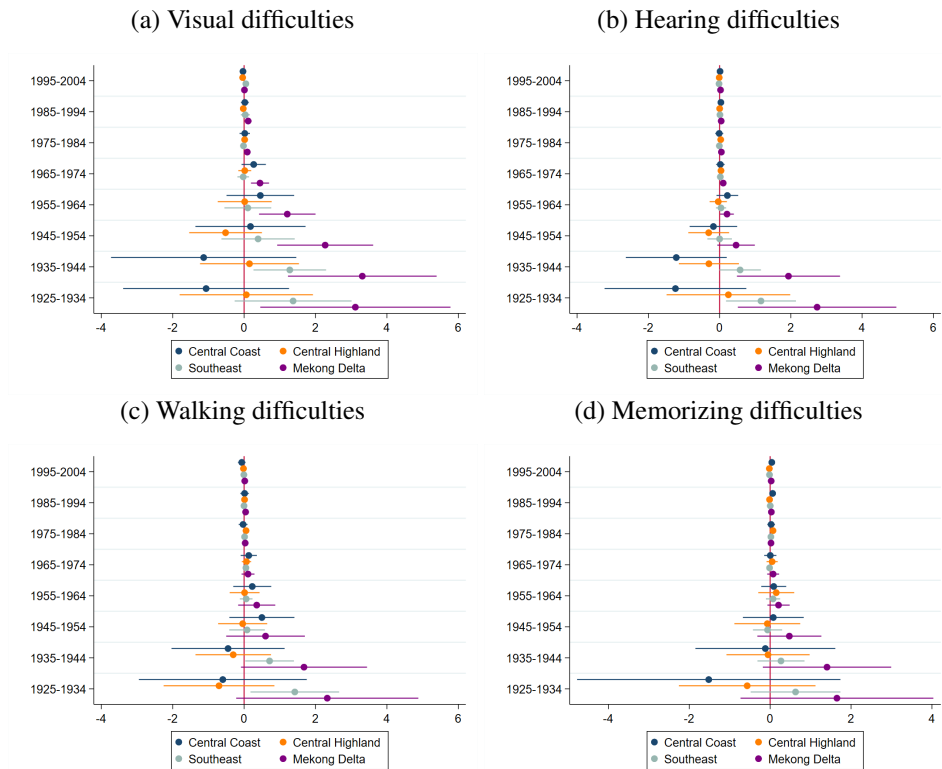 (a) Visual difficulties
1995-2004
1985-1994
1975-1984
1965-1974
1955-1964
1945-1954
1935-1944
1925-1934
-4 -2 0 2 4 6
Central Coast Central Highland
Southeast Mekong Delta
(b) Hearing difficulties
1995-2004
1985-1994
1975-1984
1965-1974
1955-1964
1945-1954
1935-1944
1925-1934
-4 -2 0 2 4 6
Central Coast Central Highland
Southeast Mekong Delta
(c) Walking difficulties
1995-2004
1985-1994
1975-1984
1965-1974
1955-1964
1945-1954
1935-1944
1925-1934
-4 -2 0 2 4 6
Central Coast Central Highland
Southeast Mekong Delta
(d) Memorizing difficulties
1995-2004
1985-1994
1975-1984
1965-1974
1955-1964
1945-1954
1935-1944
1925-1934
-4 -2 0 2 4
Central Coast Central Highland
Southeast Mekong Delta